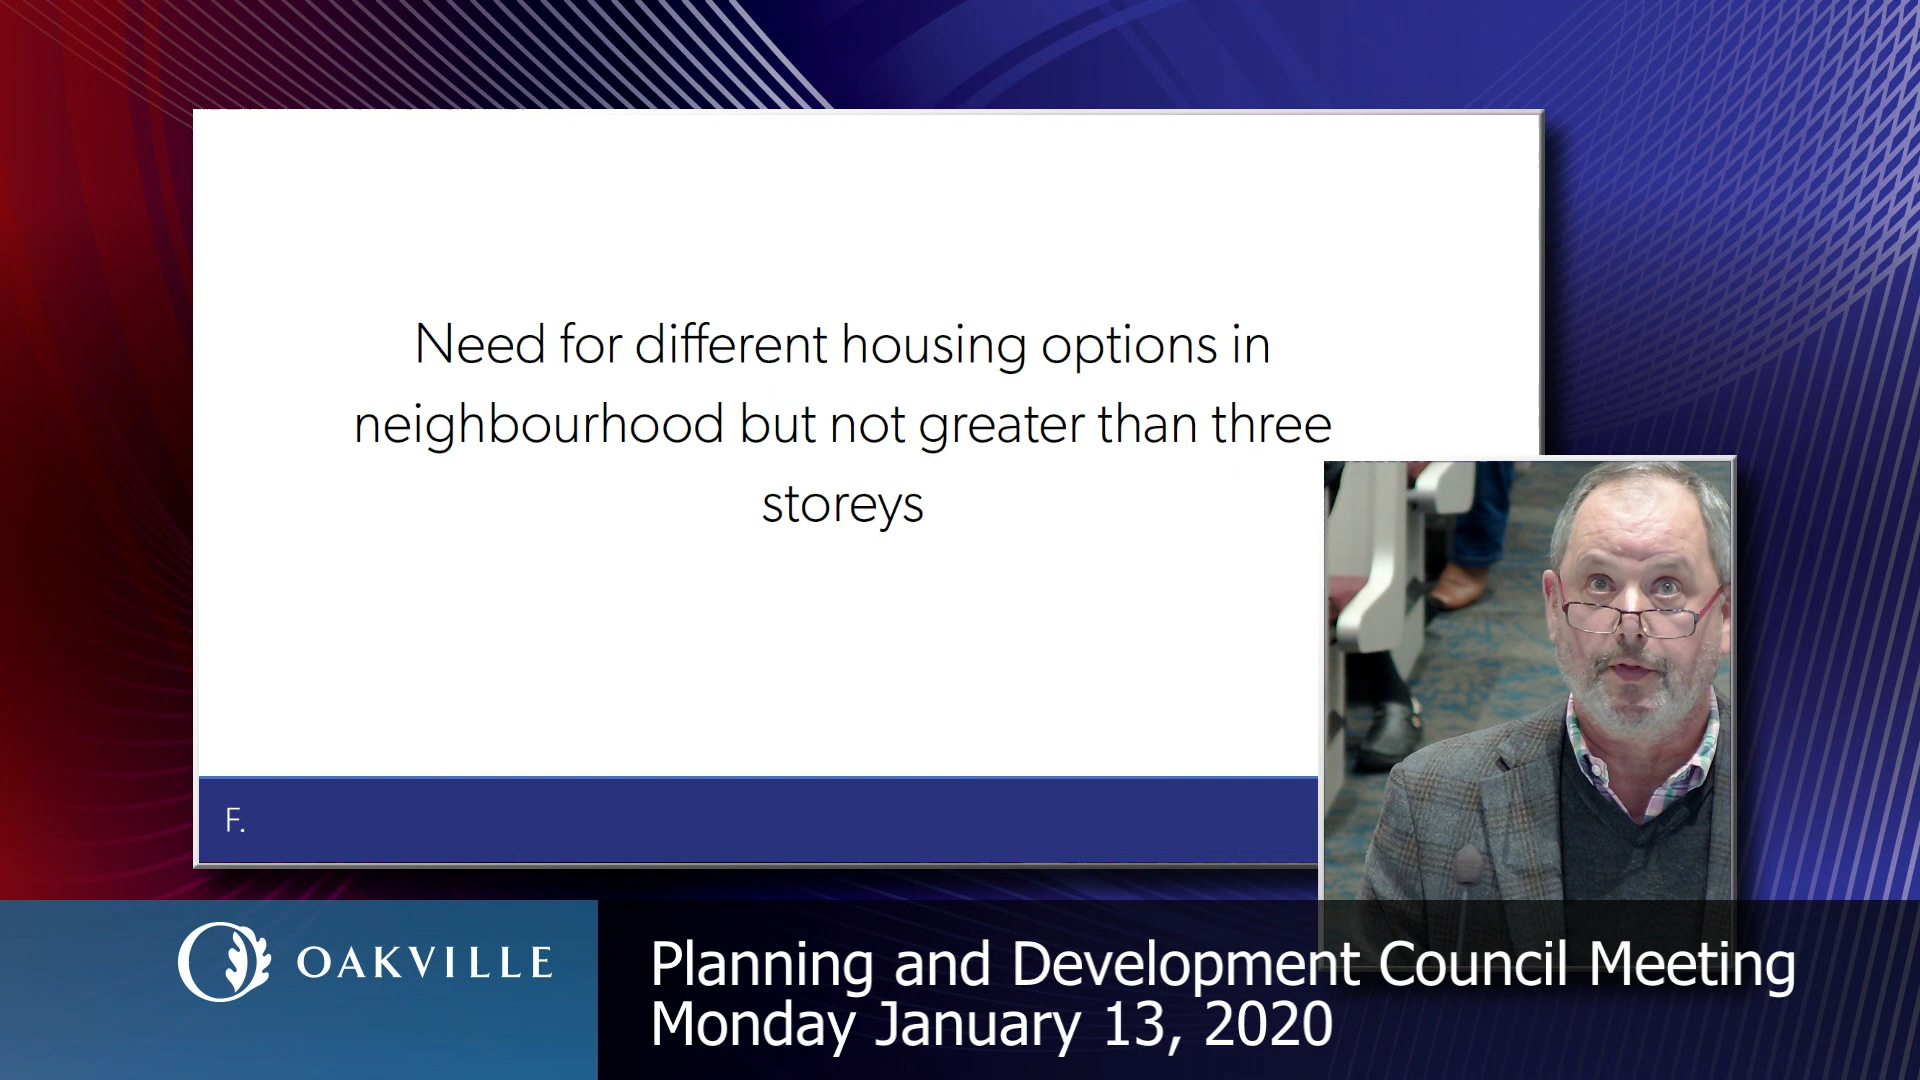 Need for different housing options in
neighbourhood but not greater than three
storeys
F.
OAKVILLE
Planning and Development Council Meeting
Monday January 13, 2020